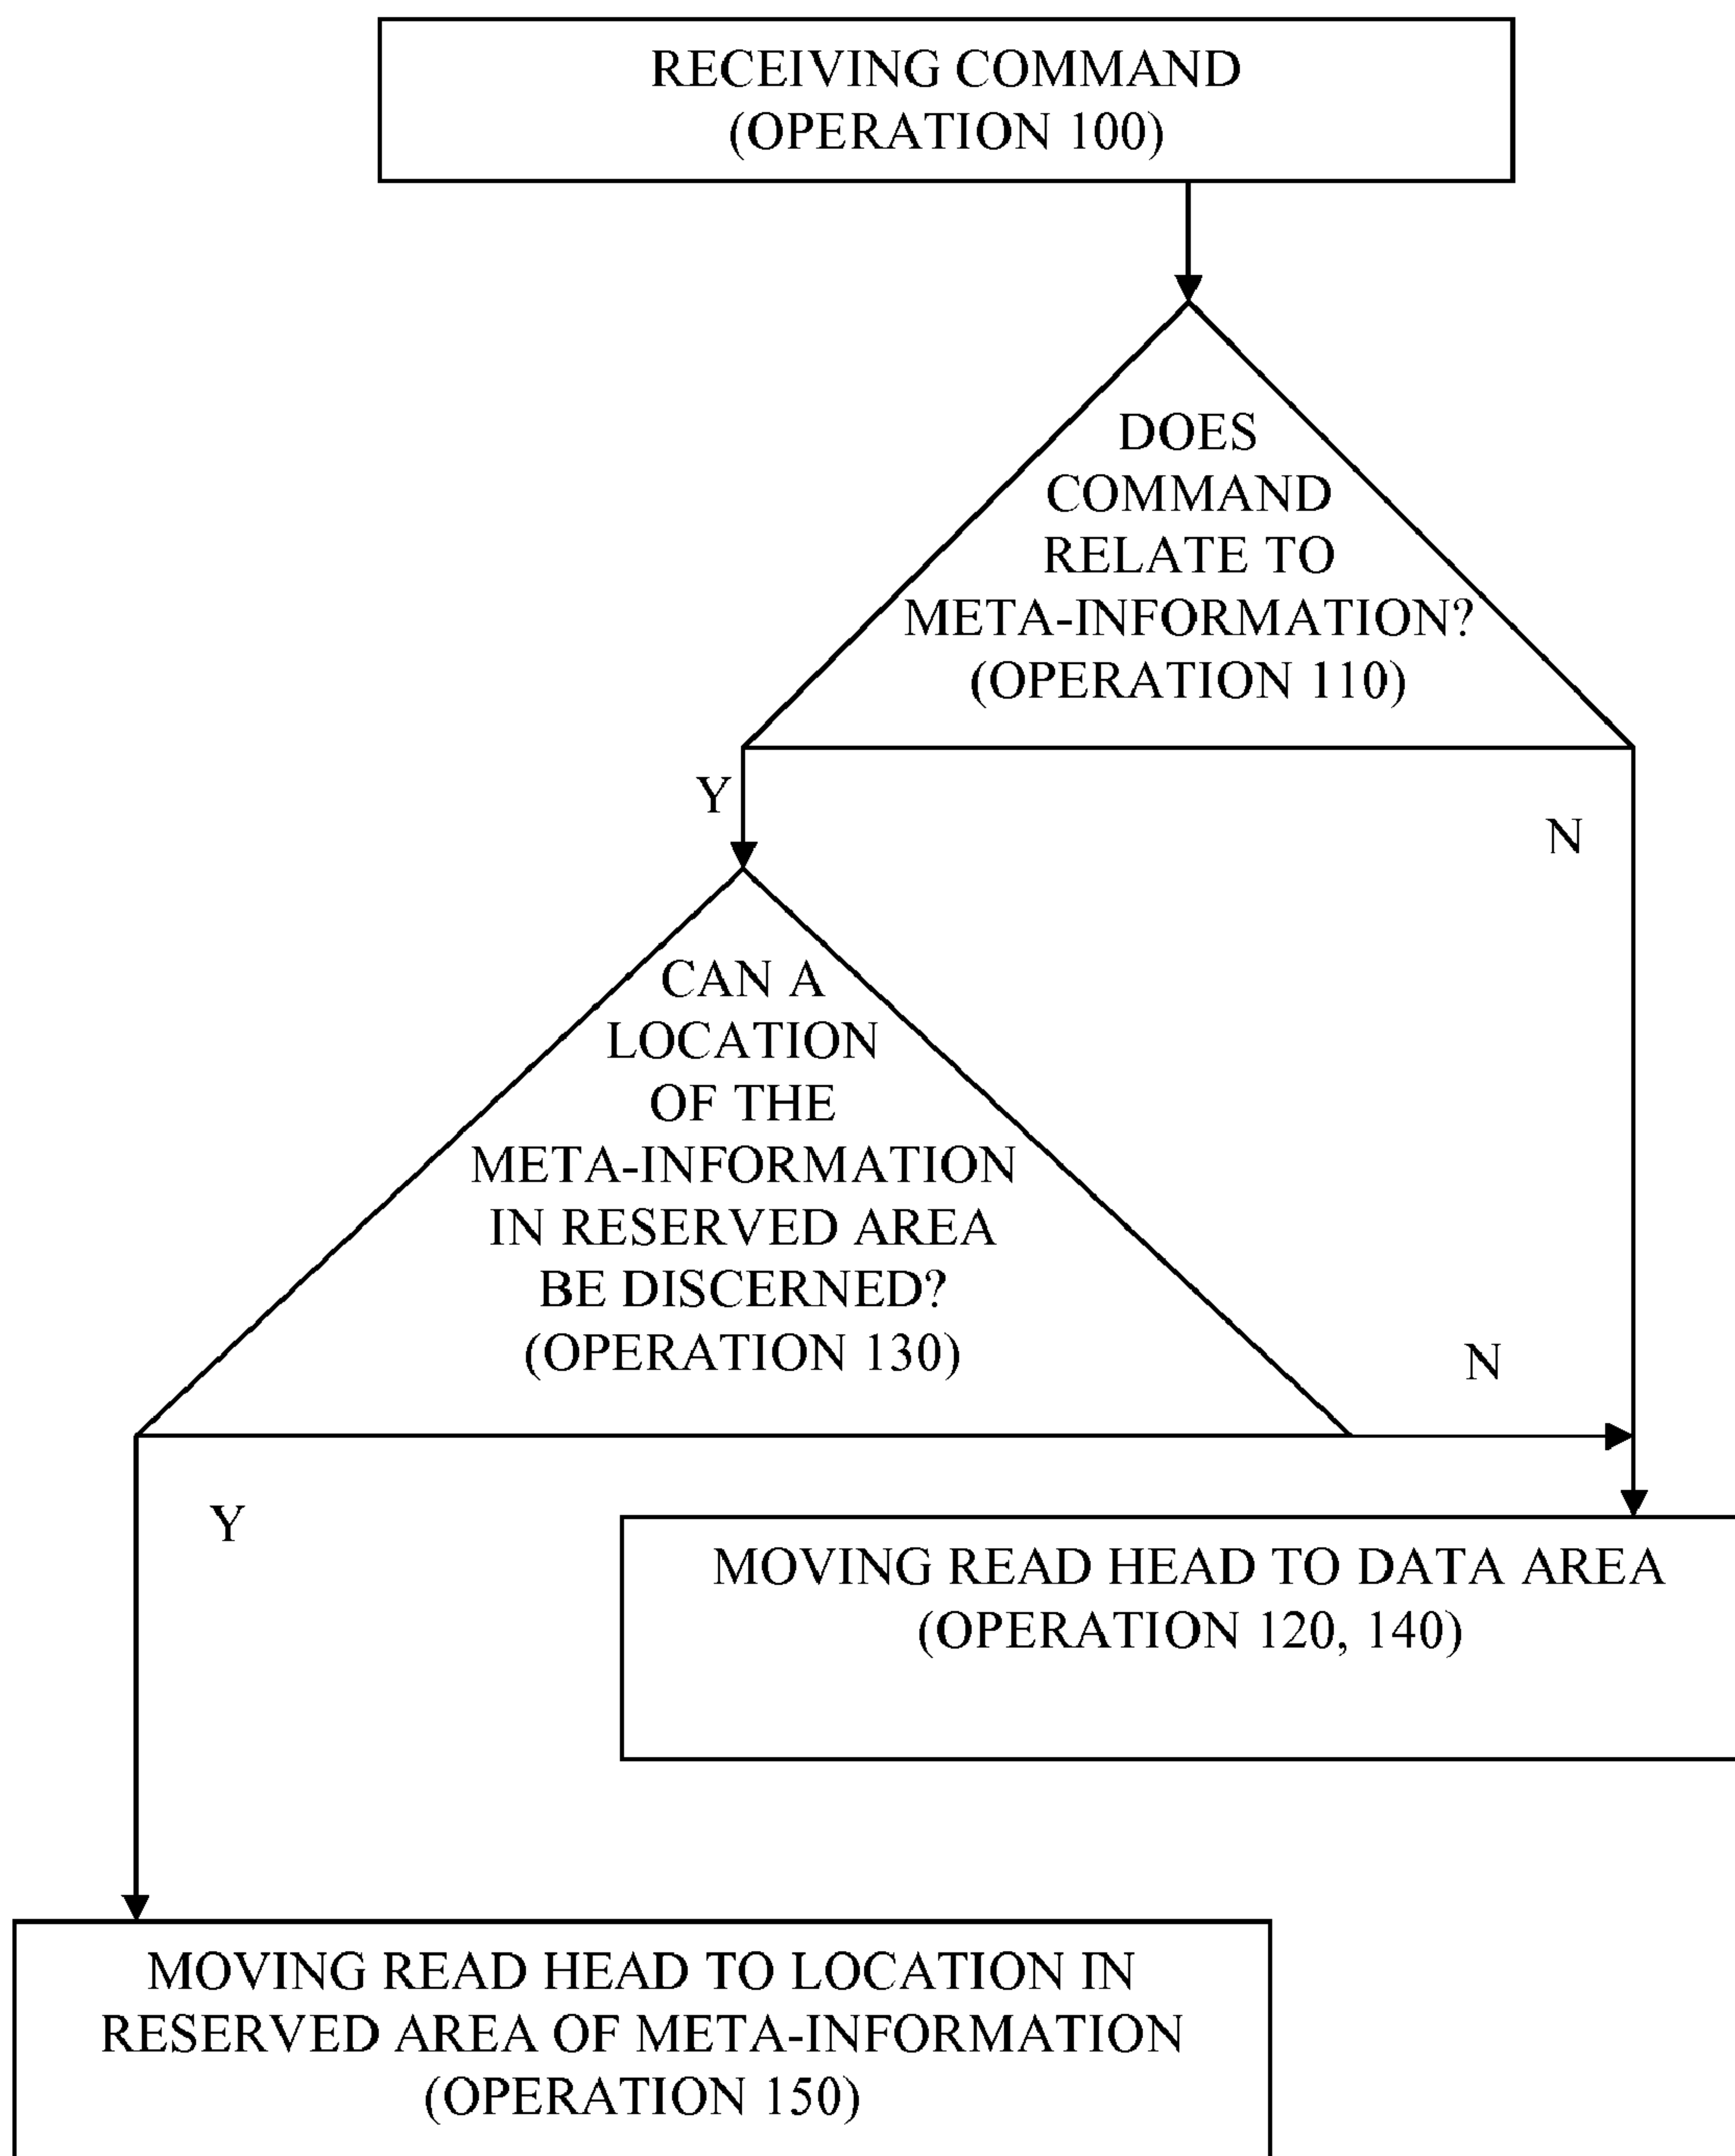 RECEIVING COMMAND
(OPERATION 100)
DOES
COMMAND
RELATE TO
META-INFORMATION?
(OPERATION 110)
Y
N
CAN A
LOCATION
OF THE
META-INFORMATION
IN RESERVED AREA
BE DISCERNED?
(OPERATION 130)
N
Y
MOVING READ HEAD TO DATA AREA
(OPERATION 120, 140)
MOVING READ HEAD TO LOCATION IN
RESERVED AREA OF META-INFORMATION
(OPERATION 150)